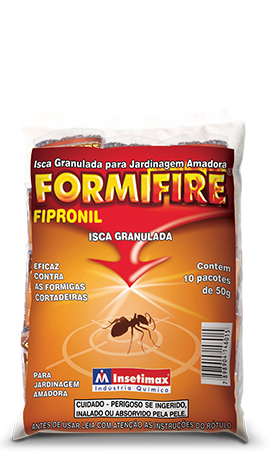 Isca Granulada para Jardinagem Amadora
FORMIFIRE
FIPRONIL
ISCA GRANULADA
EFICAZ
CONTRA
AS FORMIGAS
CORTADEIRAS
Contém
10 pacotes
de 50g
PARA
JARDINAGEM
AMADORA
M Insetimax
Indústria Química
CUIDADO - PERIGOSO SE INGERIDO,
INALADO OU ABSORVIDO PELA PELE.
ANTES DE USAR, LEIA COM ATENÇÃO AS INSTRUÇÕES DO RÓTULO